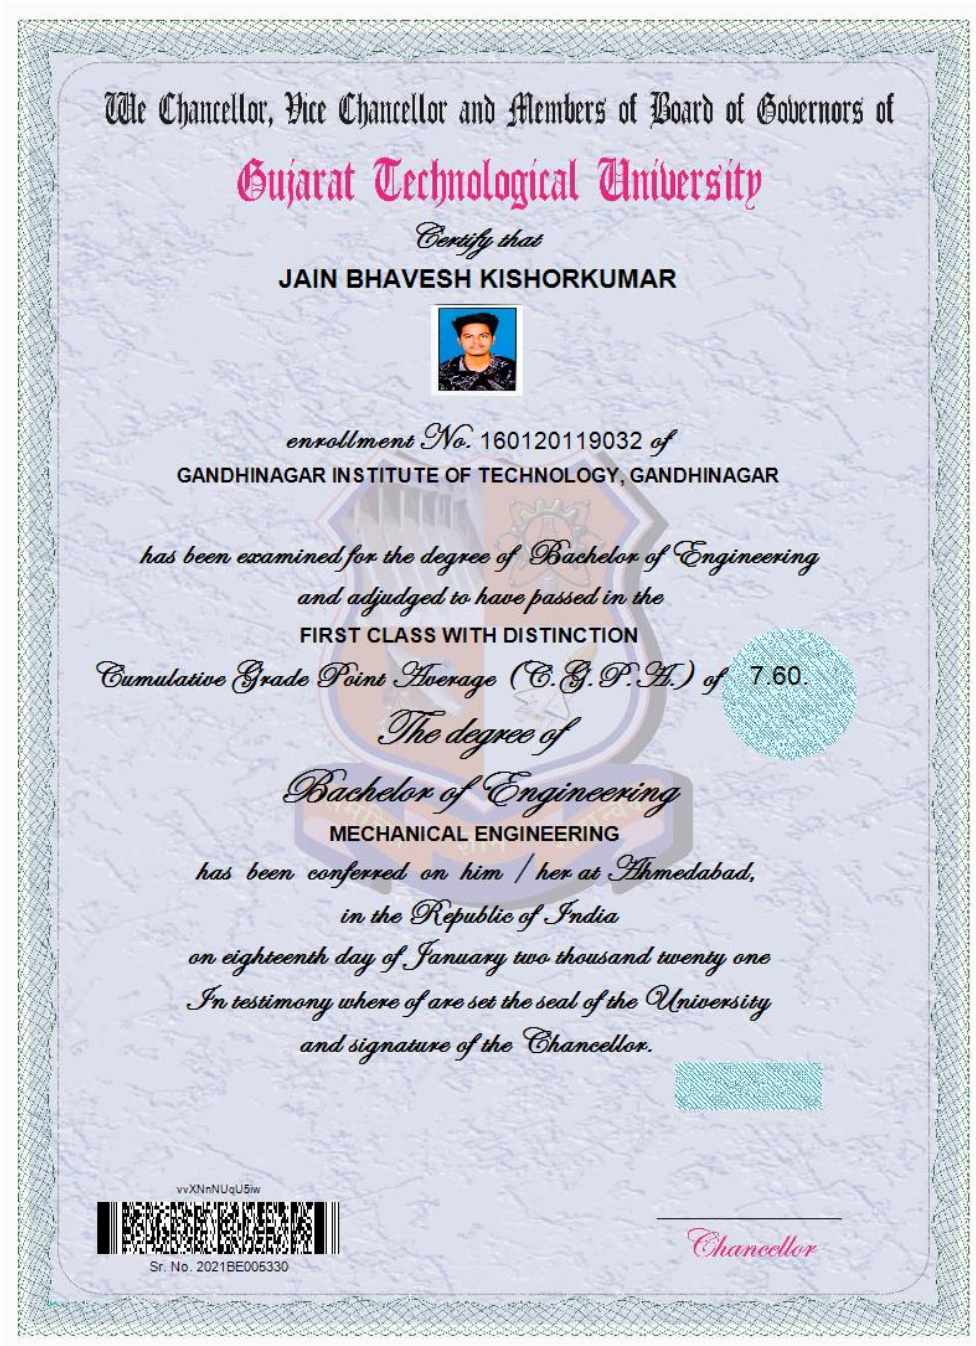 We Chancellor, Vice Chancellor and Members of Board of Governors of
Gujarat Technological University
Certify that
JAIN BHAVESH KISHORKUMAR
enrollment No. 160120119032 of
GANDHINAGAR INSTITUTE OF TECHNOLOGY, GANDHINAGAR
has been examined for the degree of Bachelor of Engineering
and adjudged to have passed in the
FIRST CLASS WITH DISTINCTION
Cumulative Grade Point Average (C.G.P.A.) of 7.60.
The degree of
Bachelor of Engineering
MECHANICAL ENGINEERING
has been conferred on him / her at Ahmedabad,
in the Republic of India
on eighteenth day of January two thousand twenty one
In testimony where of are set the seal of the University
and signature of the Chancellor.
vvXNnNUqU5iw
Sr. No. 2021BE005330
Chancellor